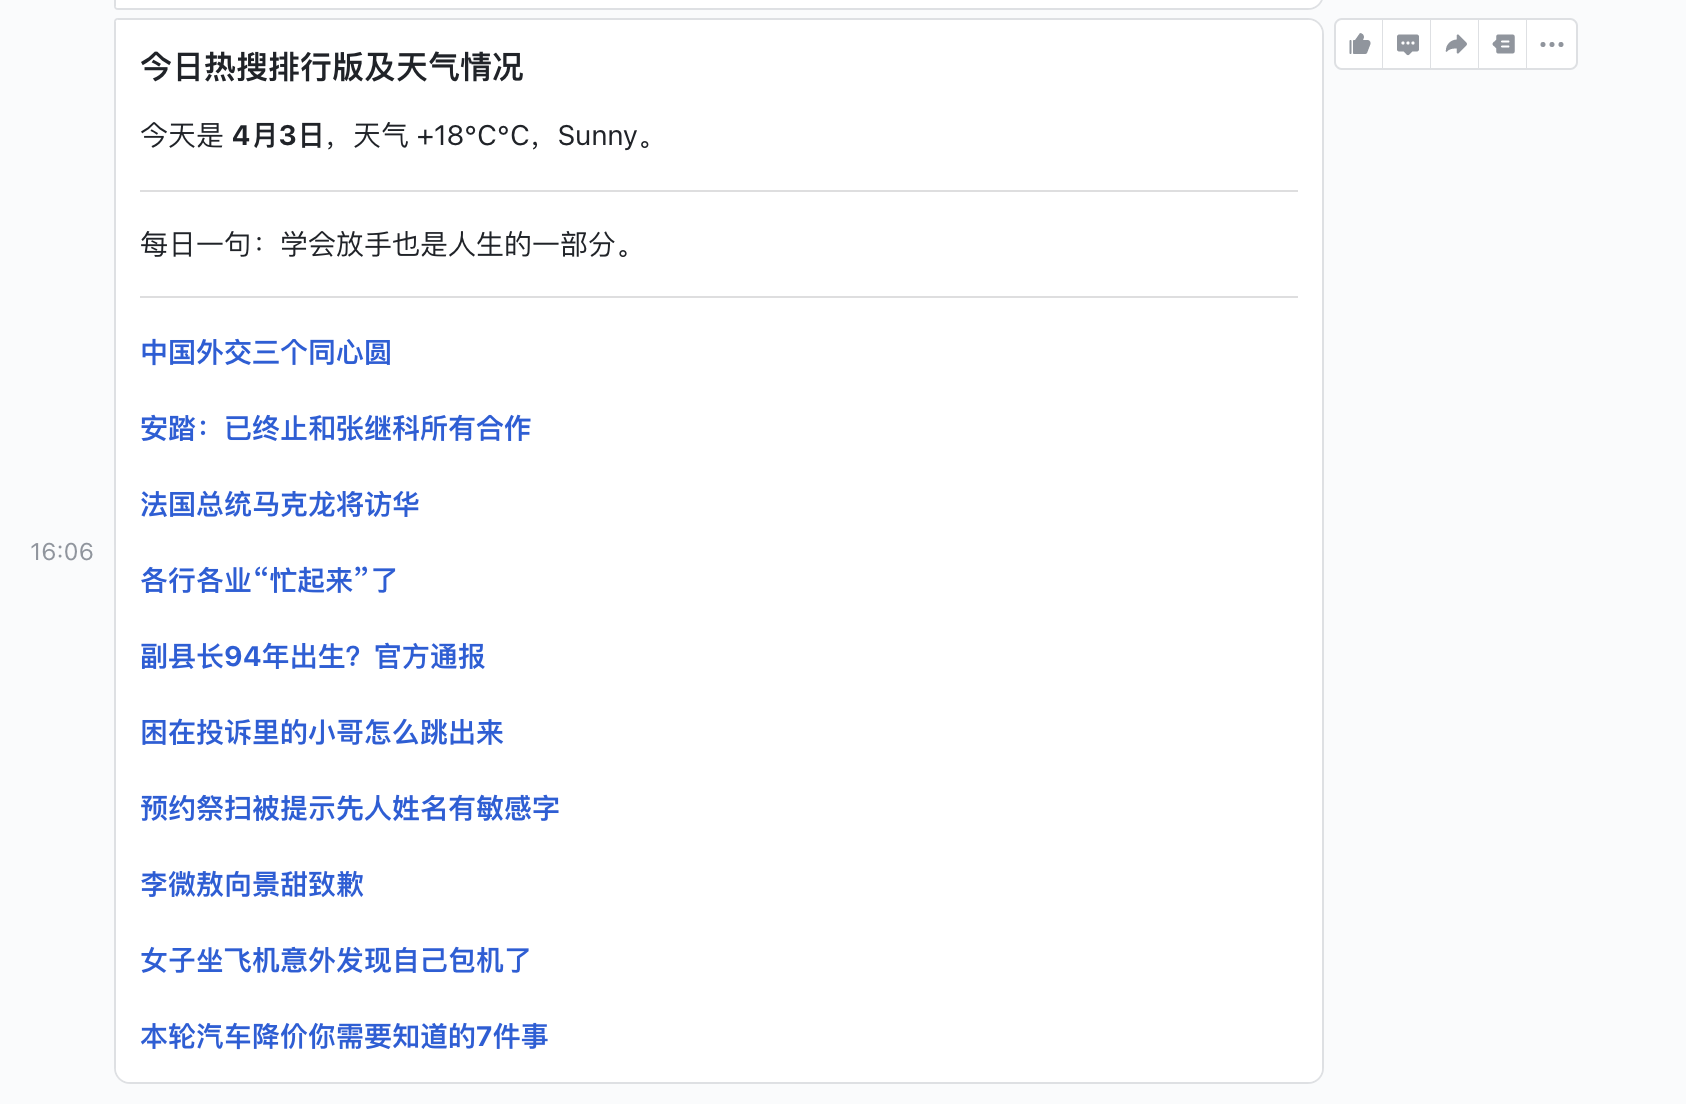 今日热搜排行版及天气情况
今天是 4月3日，天气 +18°C°C，Sunny。
每日一句：学会放手也是人生的一部分。
中国外交三个同心圆
安踏：已终止和张继科所有合作
法国总统马克龙将访华
16:06
各行各业“忙起来”了
副县长94年出生？官方通报
困在投诉里的小哥怎么跳出来
预约祭扫被提示先人姓名有敏感字
李微敖向景甜致歉
女子坐飞机意外发现自己包机了
本轮汽车降价你需要知道的7件事